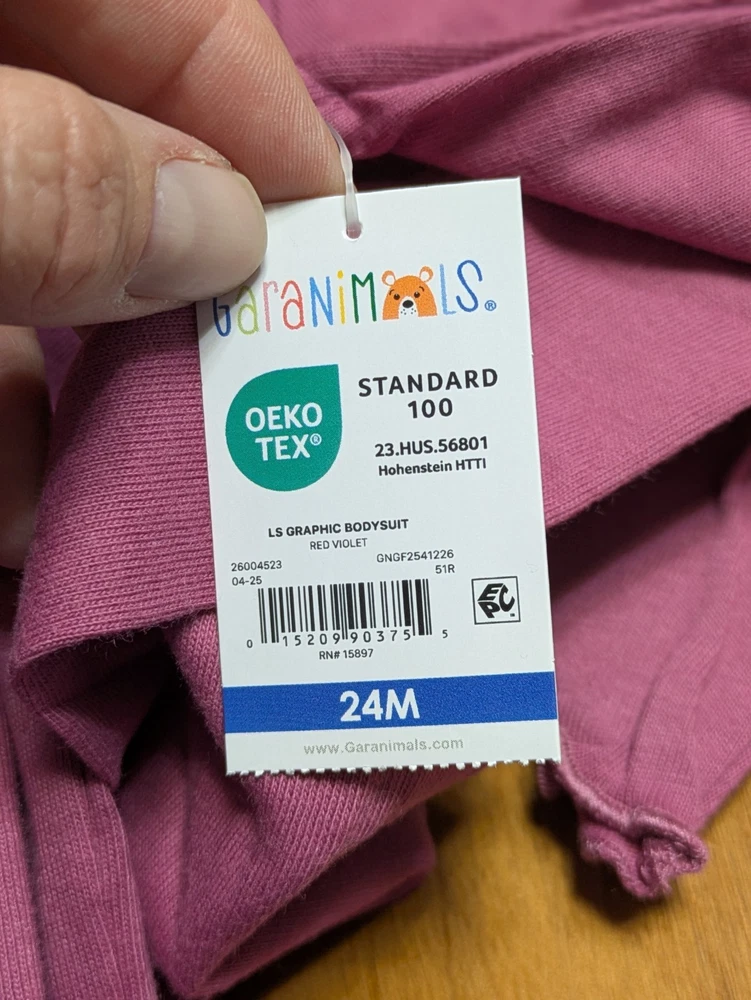 GaraNiMALS®
OEKO
TEX®
STANDARD
100
23.HUS.56801
Hohenstein HTTI
LS GRAPHIC BODYSUIT
RED VIOLET
26004523
GNGF2541226
04-25
51R
0 15209 90375 5
EPC™
RN# 15897
24M
www.Garanimals.com